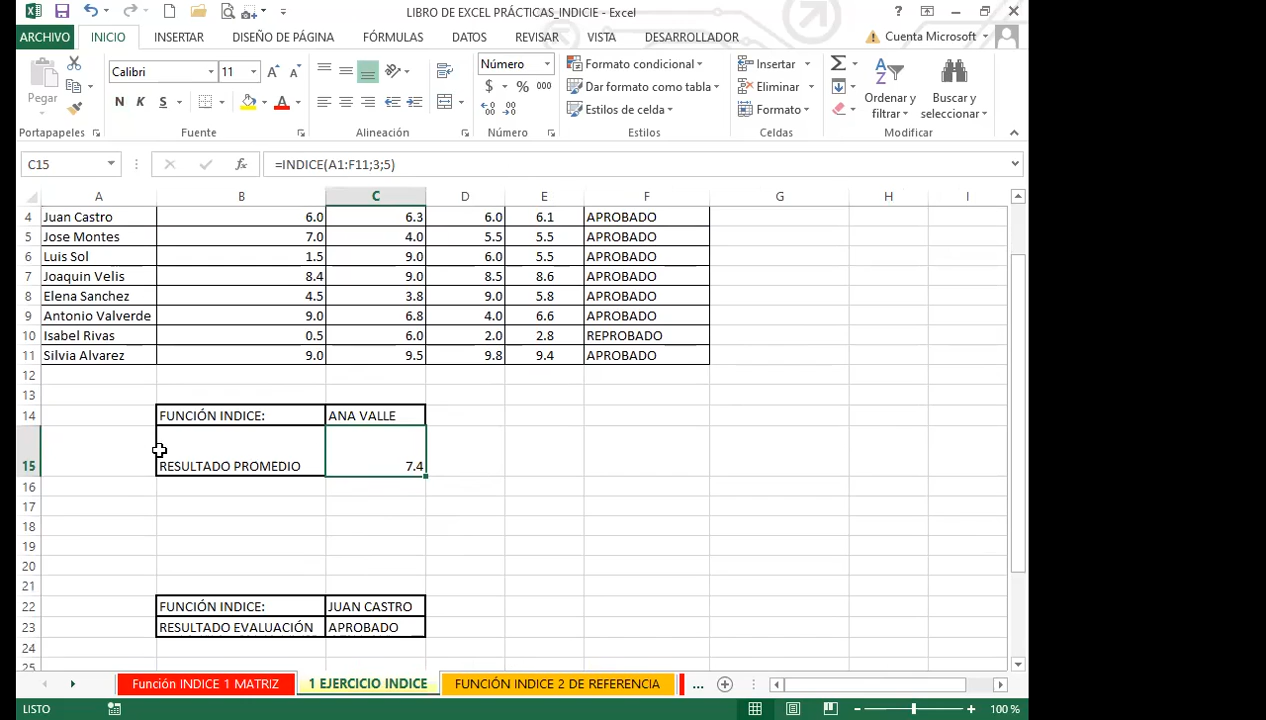 LIBRO DE EXCEL PRÁCTICAS_INDICIE - Excel
ARCHIVO INICIO INSERTAR DISEÑO DE PÁGINA FÓRMULAS DATOS REVISAR VISTA DESARROLLADOR Cuenta Microsoft
Pegar Calibri 11 Número Formato condicional Insertar
N K S $ % 000 Dar formato como tabla Eliminar Ordenar y Buscar y
Estilos de celda Formato filtrar seleccionar
Portapapeles Fuente Alineación Número Estilos Celdas Modificar
C15 fx =INDICE(A1:F11;3;5)
A B C D E F G H I
4 Juan Castro 6.0 6.3 6.0 6.1 APROBADO
5 Jose Montes 7.0 4.0 5.5 5.5 APROBADO
6 Luis Sol 1.5 9.0 6.0 5.5 APROBADO
7 Joaquin Velis 8.4 9.0 8.5 8.6 APROBADO
8 Elena Sanchez 4.5 3.8 9.0 5.8 APROBADO
9 Antonio Valverde 9.0 6.8 4.0 6.6 APROBADO
10 Isabel Rivas 0.5 6.0 2.0 2.8 REPROBADO
11 Silvia Alvarez 9.0 9.5 9.8 9.4 APROBADO
12
13
14 FUNCIÓN INDICE: ANA VALLE
15 RESULTADO PROMEDIO 7.4
16
17
18
19
20
21
22 FUNCIÓN INDICE: JUAN CASTRO
23 RESULTADO EVALUACIÓN APROBADO
24
25
Función INDICE 1 MATRIZ 1 EJERCICIO INDICE FUNCIÓN INDICE 2 DE REFERENCIA ...
LISTO 100 %